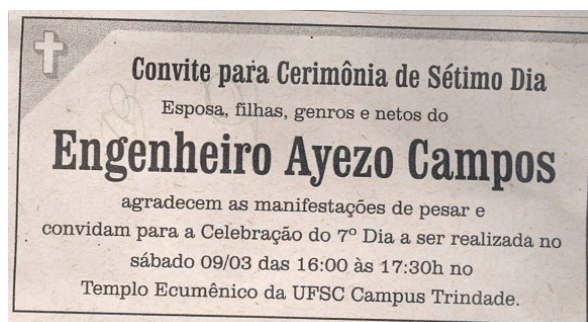 Convite para Cerimônia de Sétimo Dia
Esposa, filhas, genros e netos do
Engenheiro Ayezo Campos
agradecem as manifestações de pesar e
convidam para a Celebração do 7º Dia a ser realizada no
sábado 09/03 das 16:00 às 17:30h no
Templo Ecumênico da UFSC Campus Trindade.